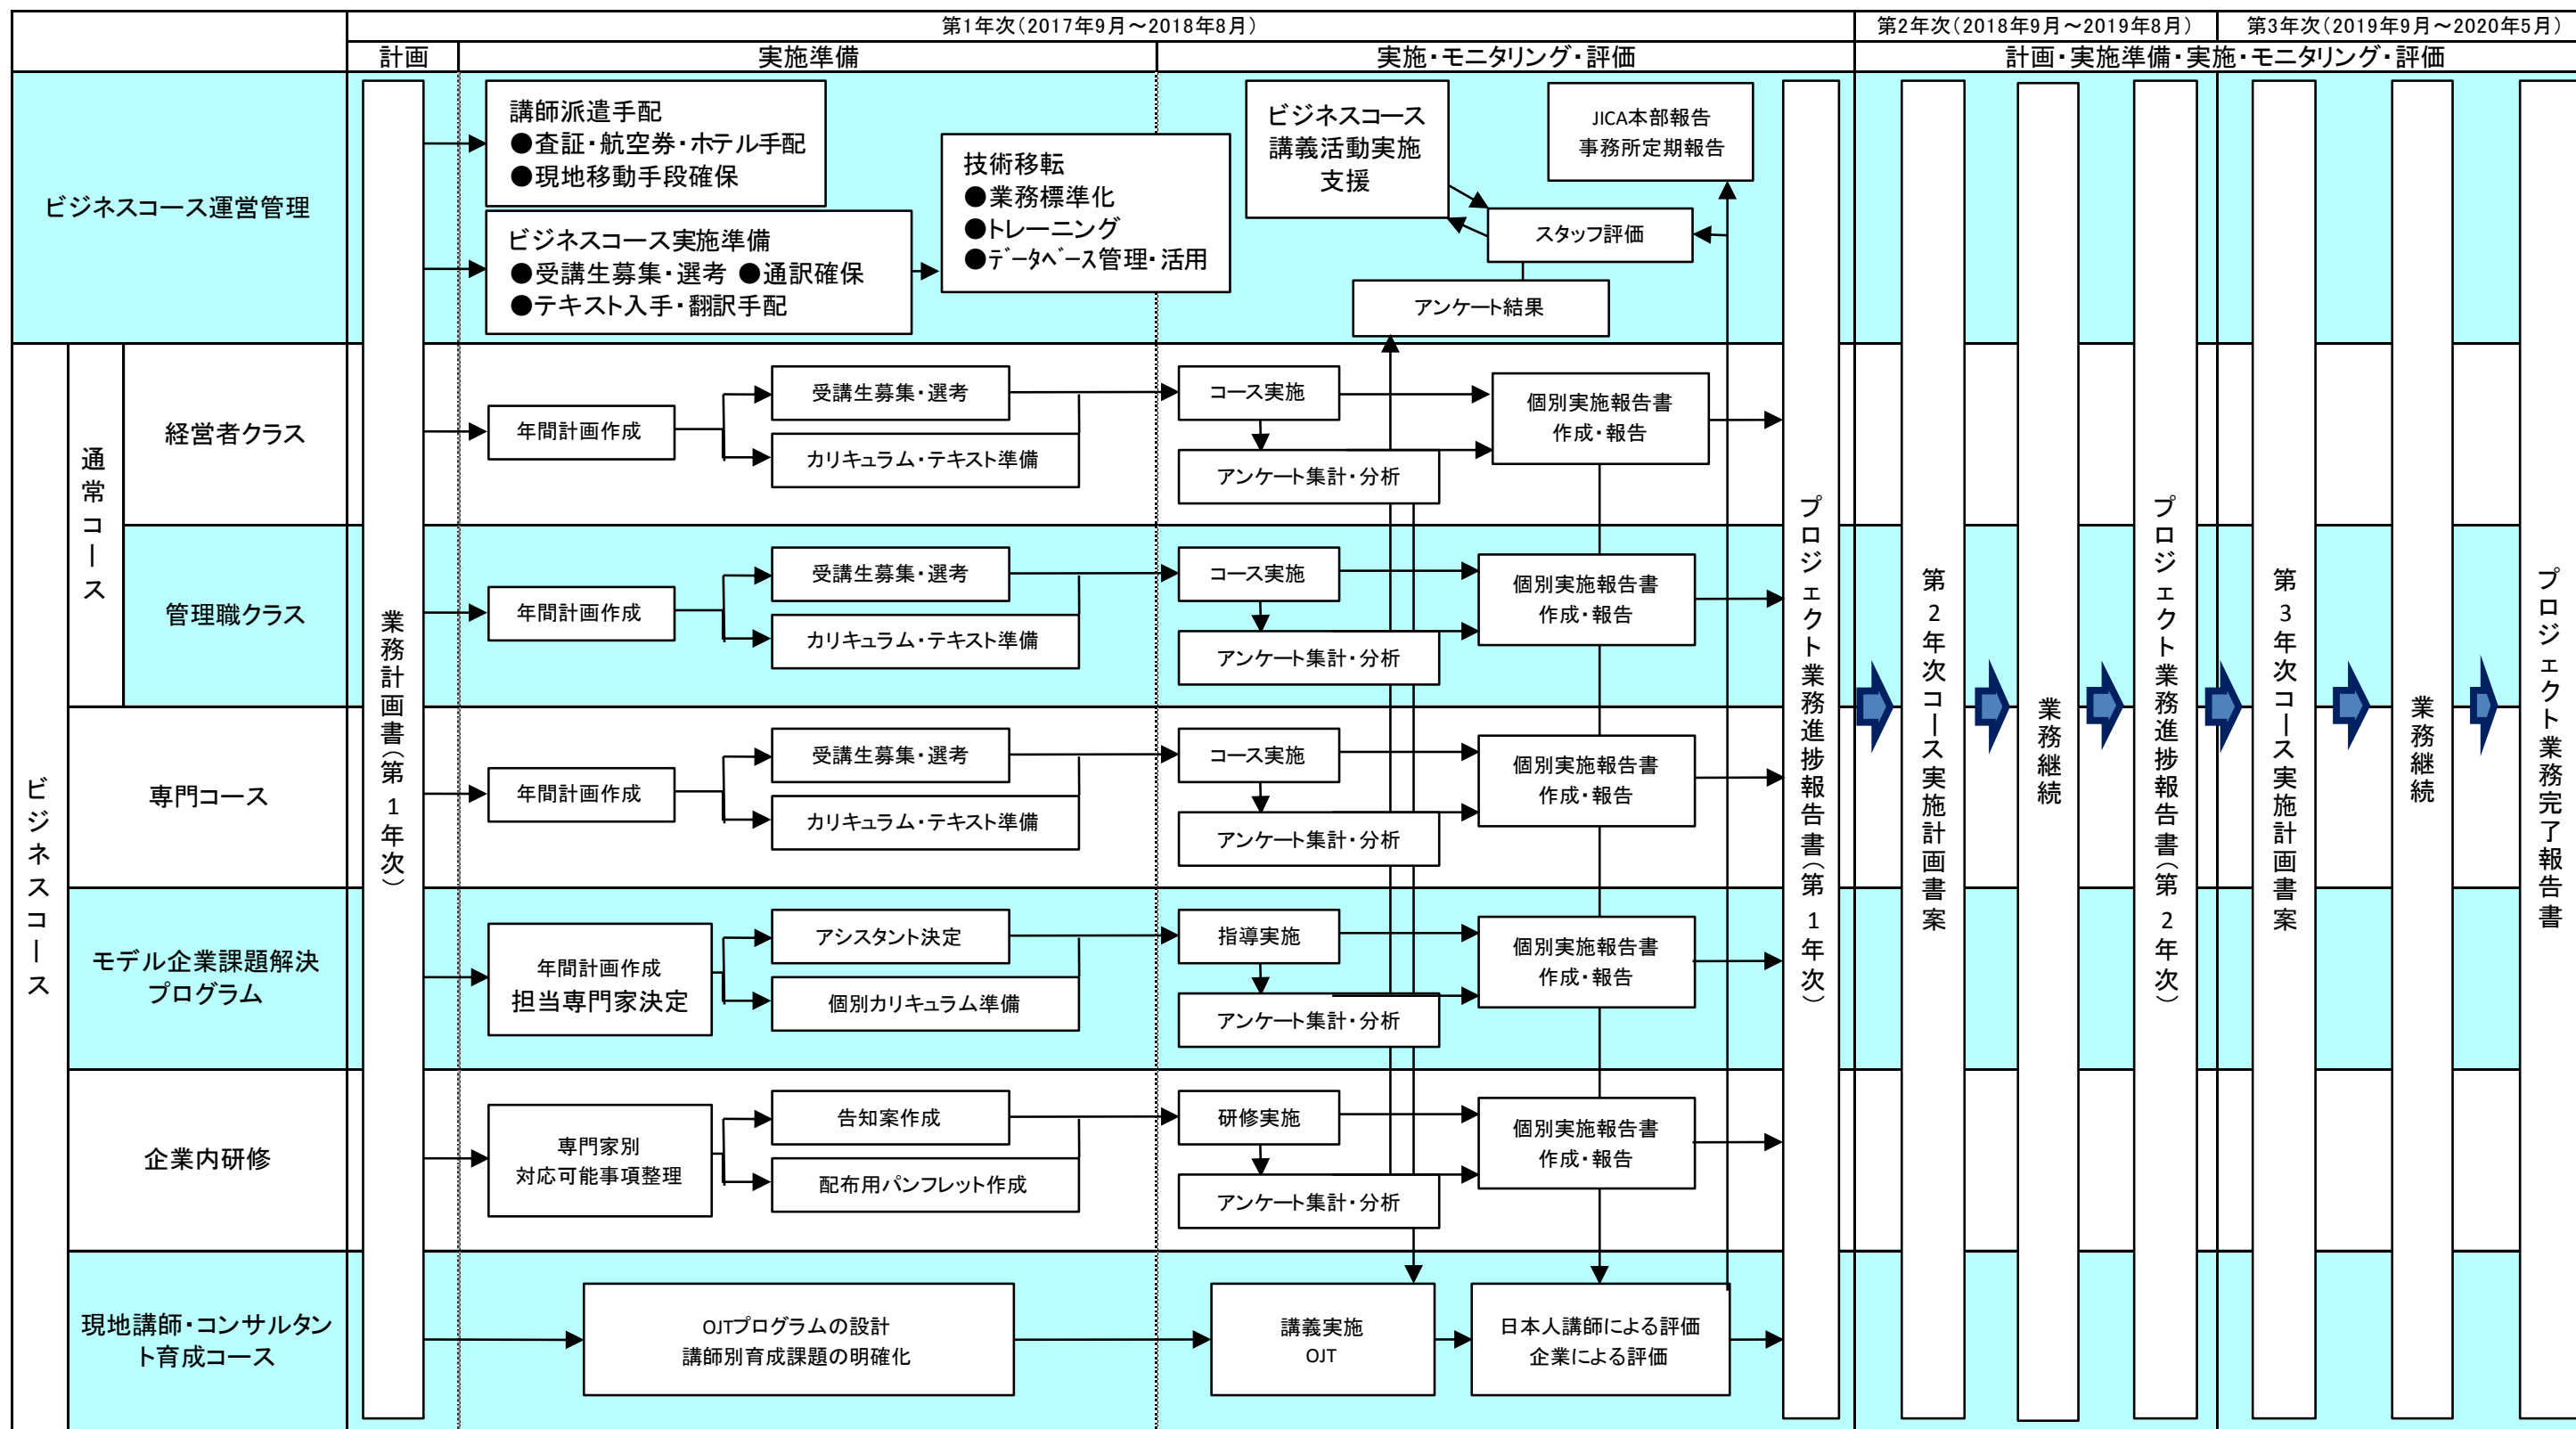 第1年次(2017年9月～2018年8月)
第2年次(2018年9月～2019年8月)
第3年次(2019年9月～2020年5月)
計画
実施準備
実施・モニタリング・評価
計画・実施準備・実施・モニタリング・評価
ビジネスコース運営管理
講師派遣手配
●査証・航空券・ホテル手配
●現地移動手段確保
ビジネスコース実施準備
●受講生募集・選考 ●通訳確保
●テキスト入手・翻訳手配
技術移転
●業務標準化
●トレーニング
●ﾃﾞｰﾀﾍﾞｰｽ管理・活用
ビジネスコース
講義活動実施
支援
JICA本部報告
事務所定期報告
スタッフ評価
アンケート結果
ビジネスコース
通常コース
経営者クラス
年間計画作成
受講生募集・選考
カリキュラム・テキスト準備
コース実施
アンケート集計・分析
個別実施報告書
作成・報告
管理職クラス
年間計画作成
受講生募集・選考
カリキュラム・テキスト準備
コース実施
アンケート集計・分析
個別実施報告書
作成・報告
専門コース
年間計画作成
受講生募集・選考
カリキュラム・テキスト準備
コース実施
アンケート集計・分析
個別実施報告書
作成・報告
モデル企業課題解決
プログラム
年間計画作成
担当専門家決定
アシスタント決定
個別カリキュラム準備
指導実施
アンケート集計・分析
個別実施報告書
作成・報告
企業内研修
専門家別
対応可能事項整理
告知案作成
配布用パンフレット作成
研修実施
アンケート集計・分析
個別実施報告書
作成・報告
現地講師・コンサルタン
ト育成コース
OJTプログラムの設計
講師別育成課題の明確化
講義実施
OJT
日本人講師による評価
企業による評価
業務計画書(第1年次)
プロジェクト業務進捗報告書(第1年次)
第2年次コース実施計画書案
業務継続
プロジェクト業務進捗報告書(第2年次)
第3年次コース実施計画書案
業務継続
プロジェクト業務完了報告書